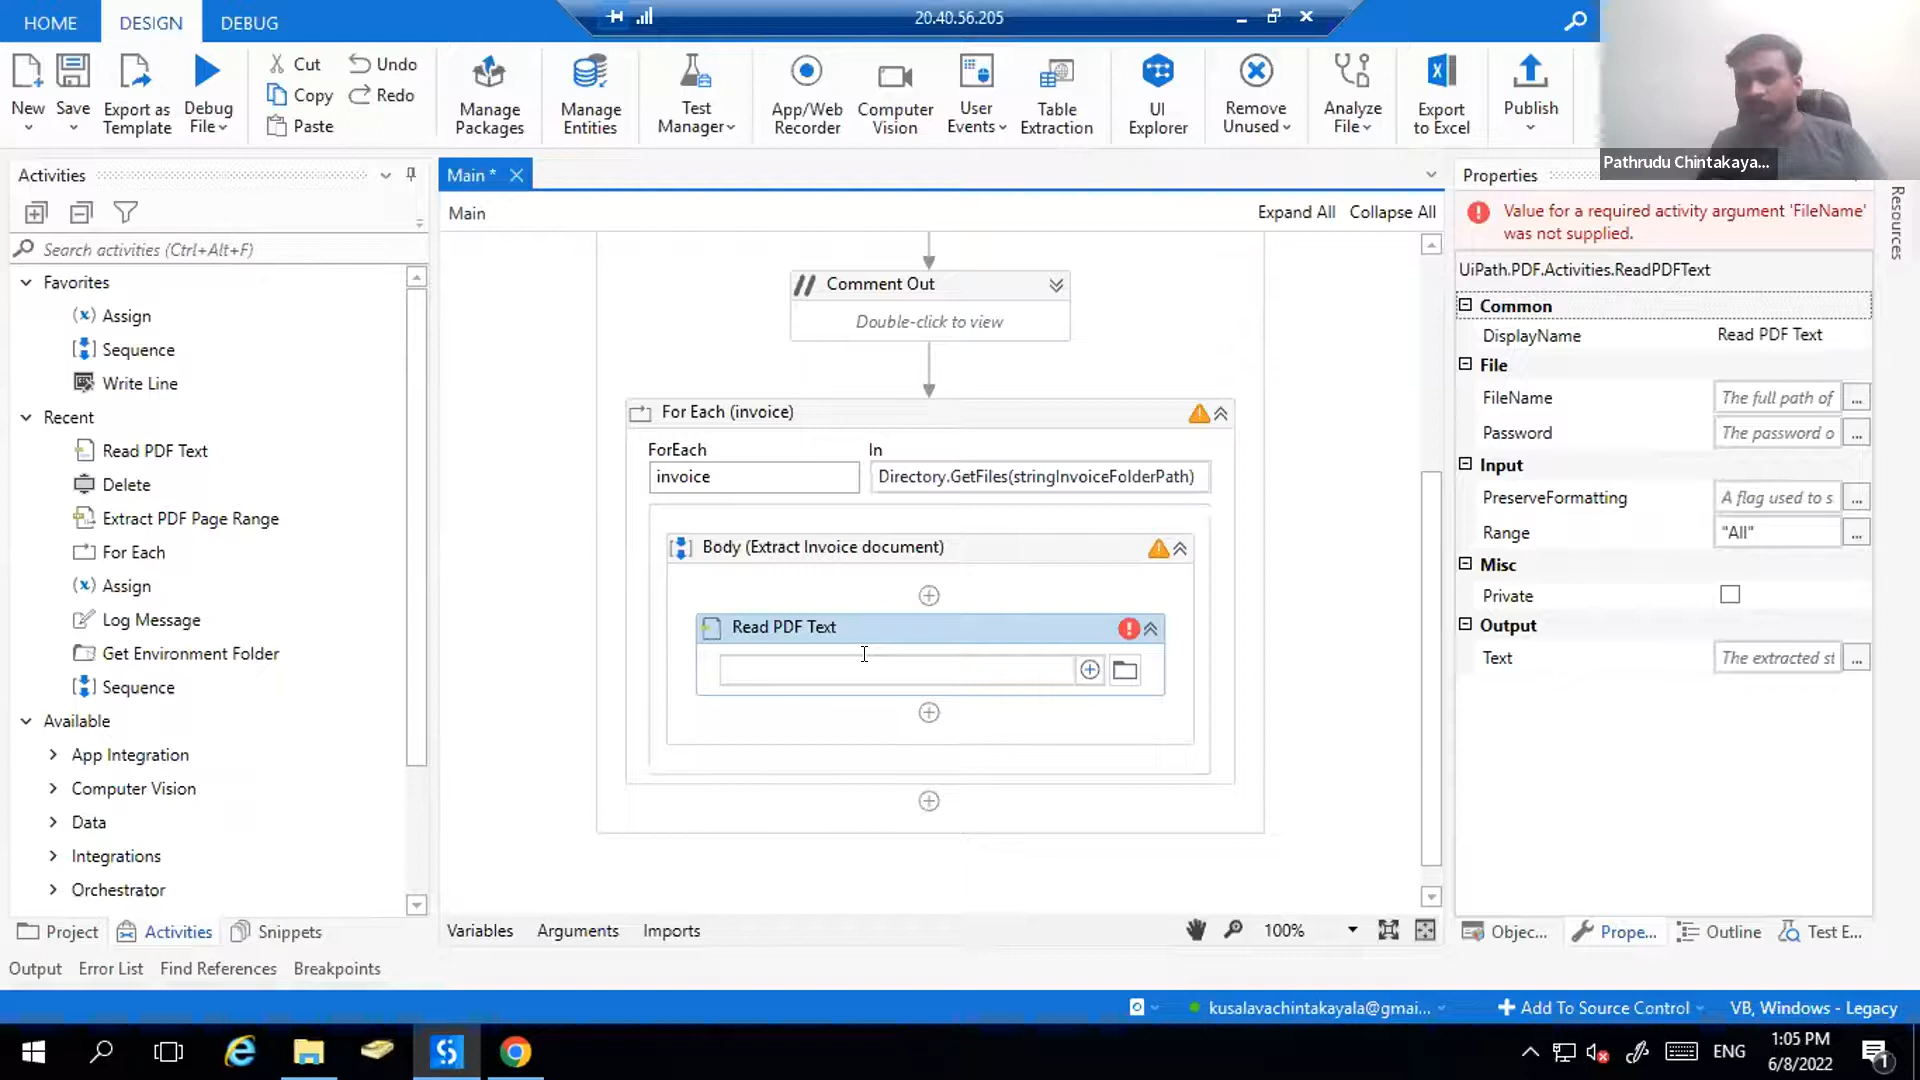 HOME
DESIGN
DEBUG
20.40.56.205
New
Save
Export as
Template
Debug
File
Cut
Copy
Paste
Undo
Redo
Manage
Packages
Manage
Entities
Test
Manager
App/Web
Recorder
Computer
Vision
User
Events
Table
Extraction
UI
Explorer
Remove
Unused
Analyze
File
Export
to Excel
Publish
Pathrudu Chintakaya...
Activities
Search activities (Ctrl+Alt+F)
Favorites
Assign
Sequence
Write Line
Recent
Read PDF Text
Delete
Extract PDF Page Range
For Each
Assign
Log Message
Get Environment Folder
Sequence
Available
App Integration
Computer Vision
Data
Integrations
Orchestrator
Project
Activities
Snippets
Main *
Main
Expand All
Collapse All
// Comment Out
Double-click to view
For Each (invoice)
ForEach
In
invoice
Directory.GetFiles(stringInvoiceFolderPath)
Body (Extract Invoice document)
Read PDF Text
Variables
Arguments
Imports
100%
Properties
Value for a required activity argument 'FileName'
was not supplied.
UiPath.PDF.Activities.ReadPDFText
Common
DisplayName
Read PDF Text
File
FileName
The full path of
...
Password
The password o
...
Input
PreserveFormatting
A flag used to s
...
Range
"All"
...
Misc
Private
Output
Text
The extracted st
...
Resources
Objec...
Prope...
Outline
Test E...
Output
Error List
Find References
Breakpoints
kusalavachintakayala@gmai...
Add To Source Control
VB, Windows - Legacy
ENG
1:05 PM
6/8/2022
1